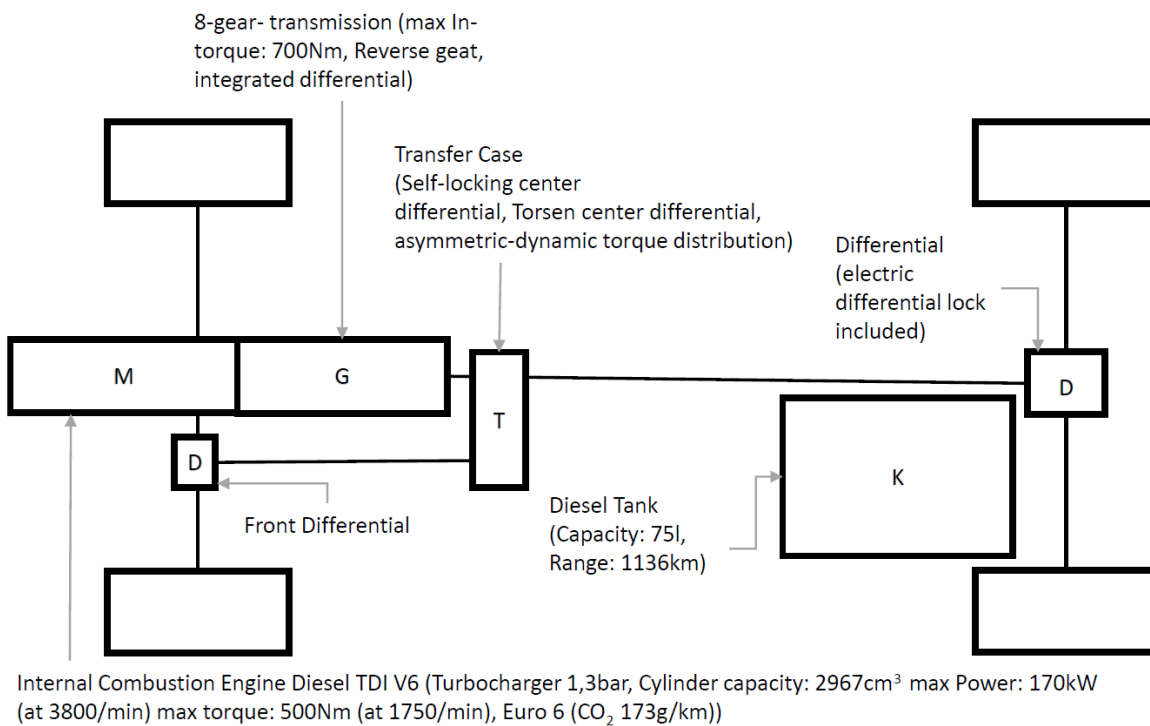 8-gear- transmission (max In-
torque: 700Nm, Reverse geat,
integrated differential)
Transfer Case
(Self-locking center
differential, Torsen center differential,
asymmetric-dynamic torque distribution)
Differential
(electric
differential lock
included)
M
G
T
D
D
K
Front Differential
Diesel Tank
(Capacity: 75l,
Range: 1136km)
Internal Combustion Engine Diesel TDI V6 (Turbocharger 1,3bar, Cylinder capacity: 2967cm³ max Power: 170kW
(at 3800/min) max torque: 500Nm (at 1750/min), Euro 6 (CO₂ 173g/km))